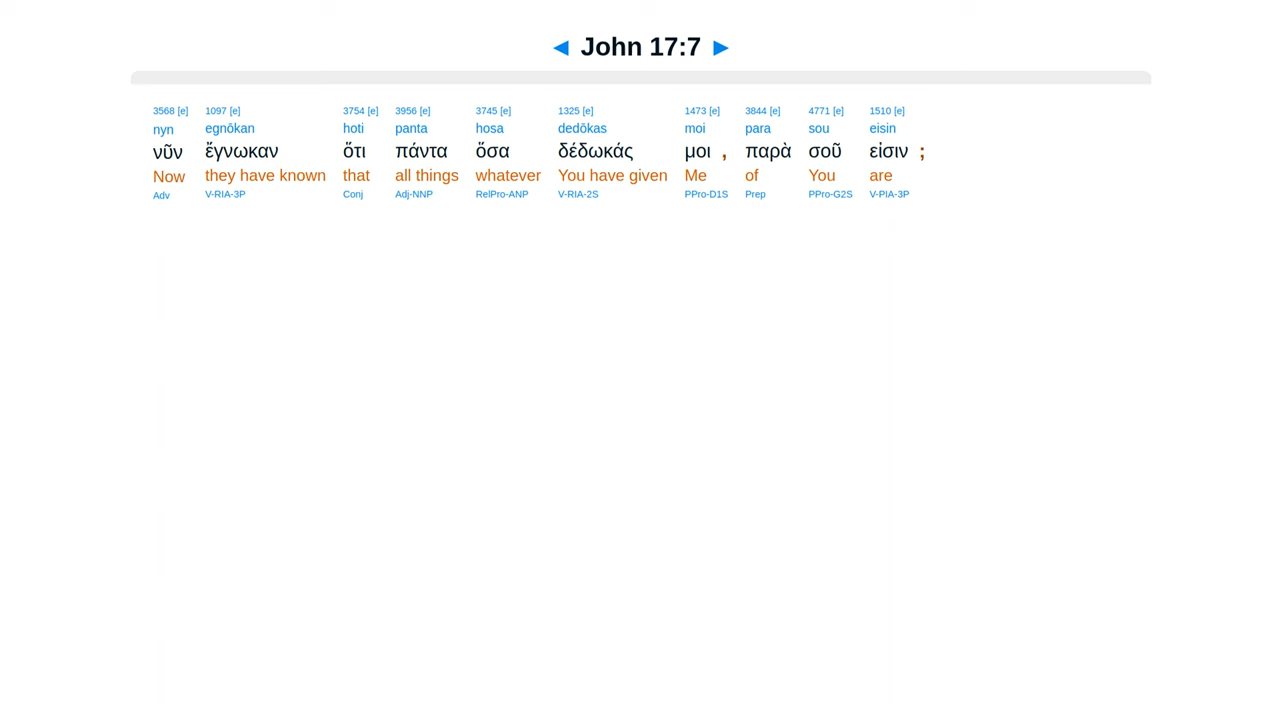 ◄ John 17:7 ►
3568 [e] 1097 [e] 3754 [e] 3956 [e] 3745 [e] 1325 [e] 1473 [e] 3844 [e] 4771 [e] 1510 [e]
nyn egnōkan hoti panta hosa dedōkas moi para sou eisin
νῦν ἔγνωκαν ὅτι πάντα ὅσα δέδωκάς μοι , παρὰ σοῦ εἰσιν ;
Now they have known that all things whatever You have given Me of You are
Adv V-RIA-3P Conj Adj-NNP RelPro-ANP V-RIA-2S PPro-D1S Prep PPro-G2S V-PIA-3P